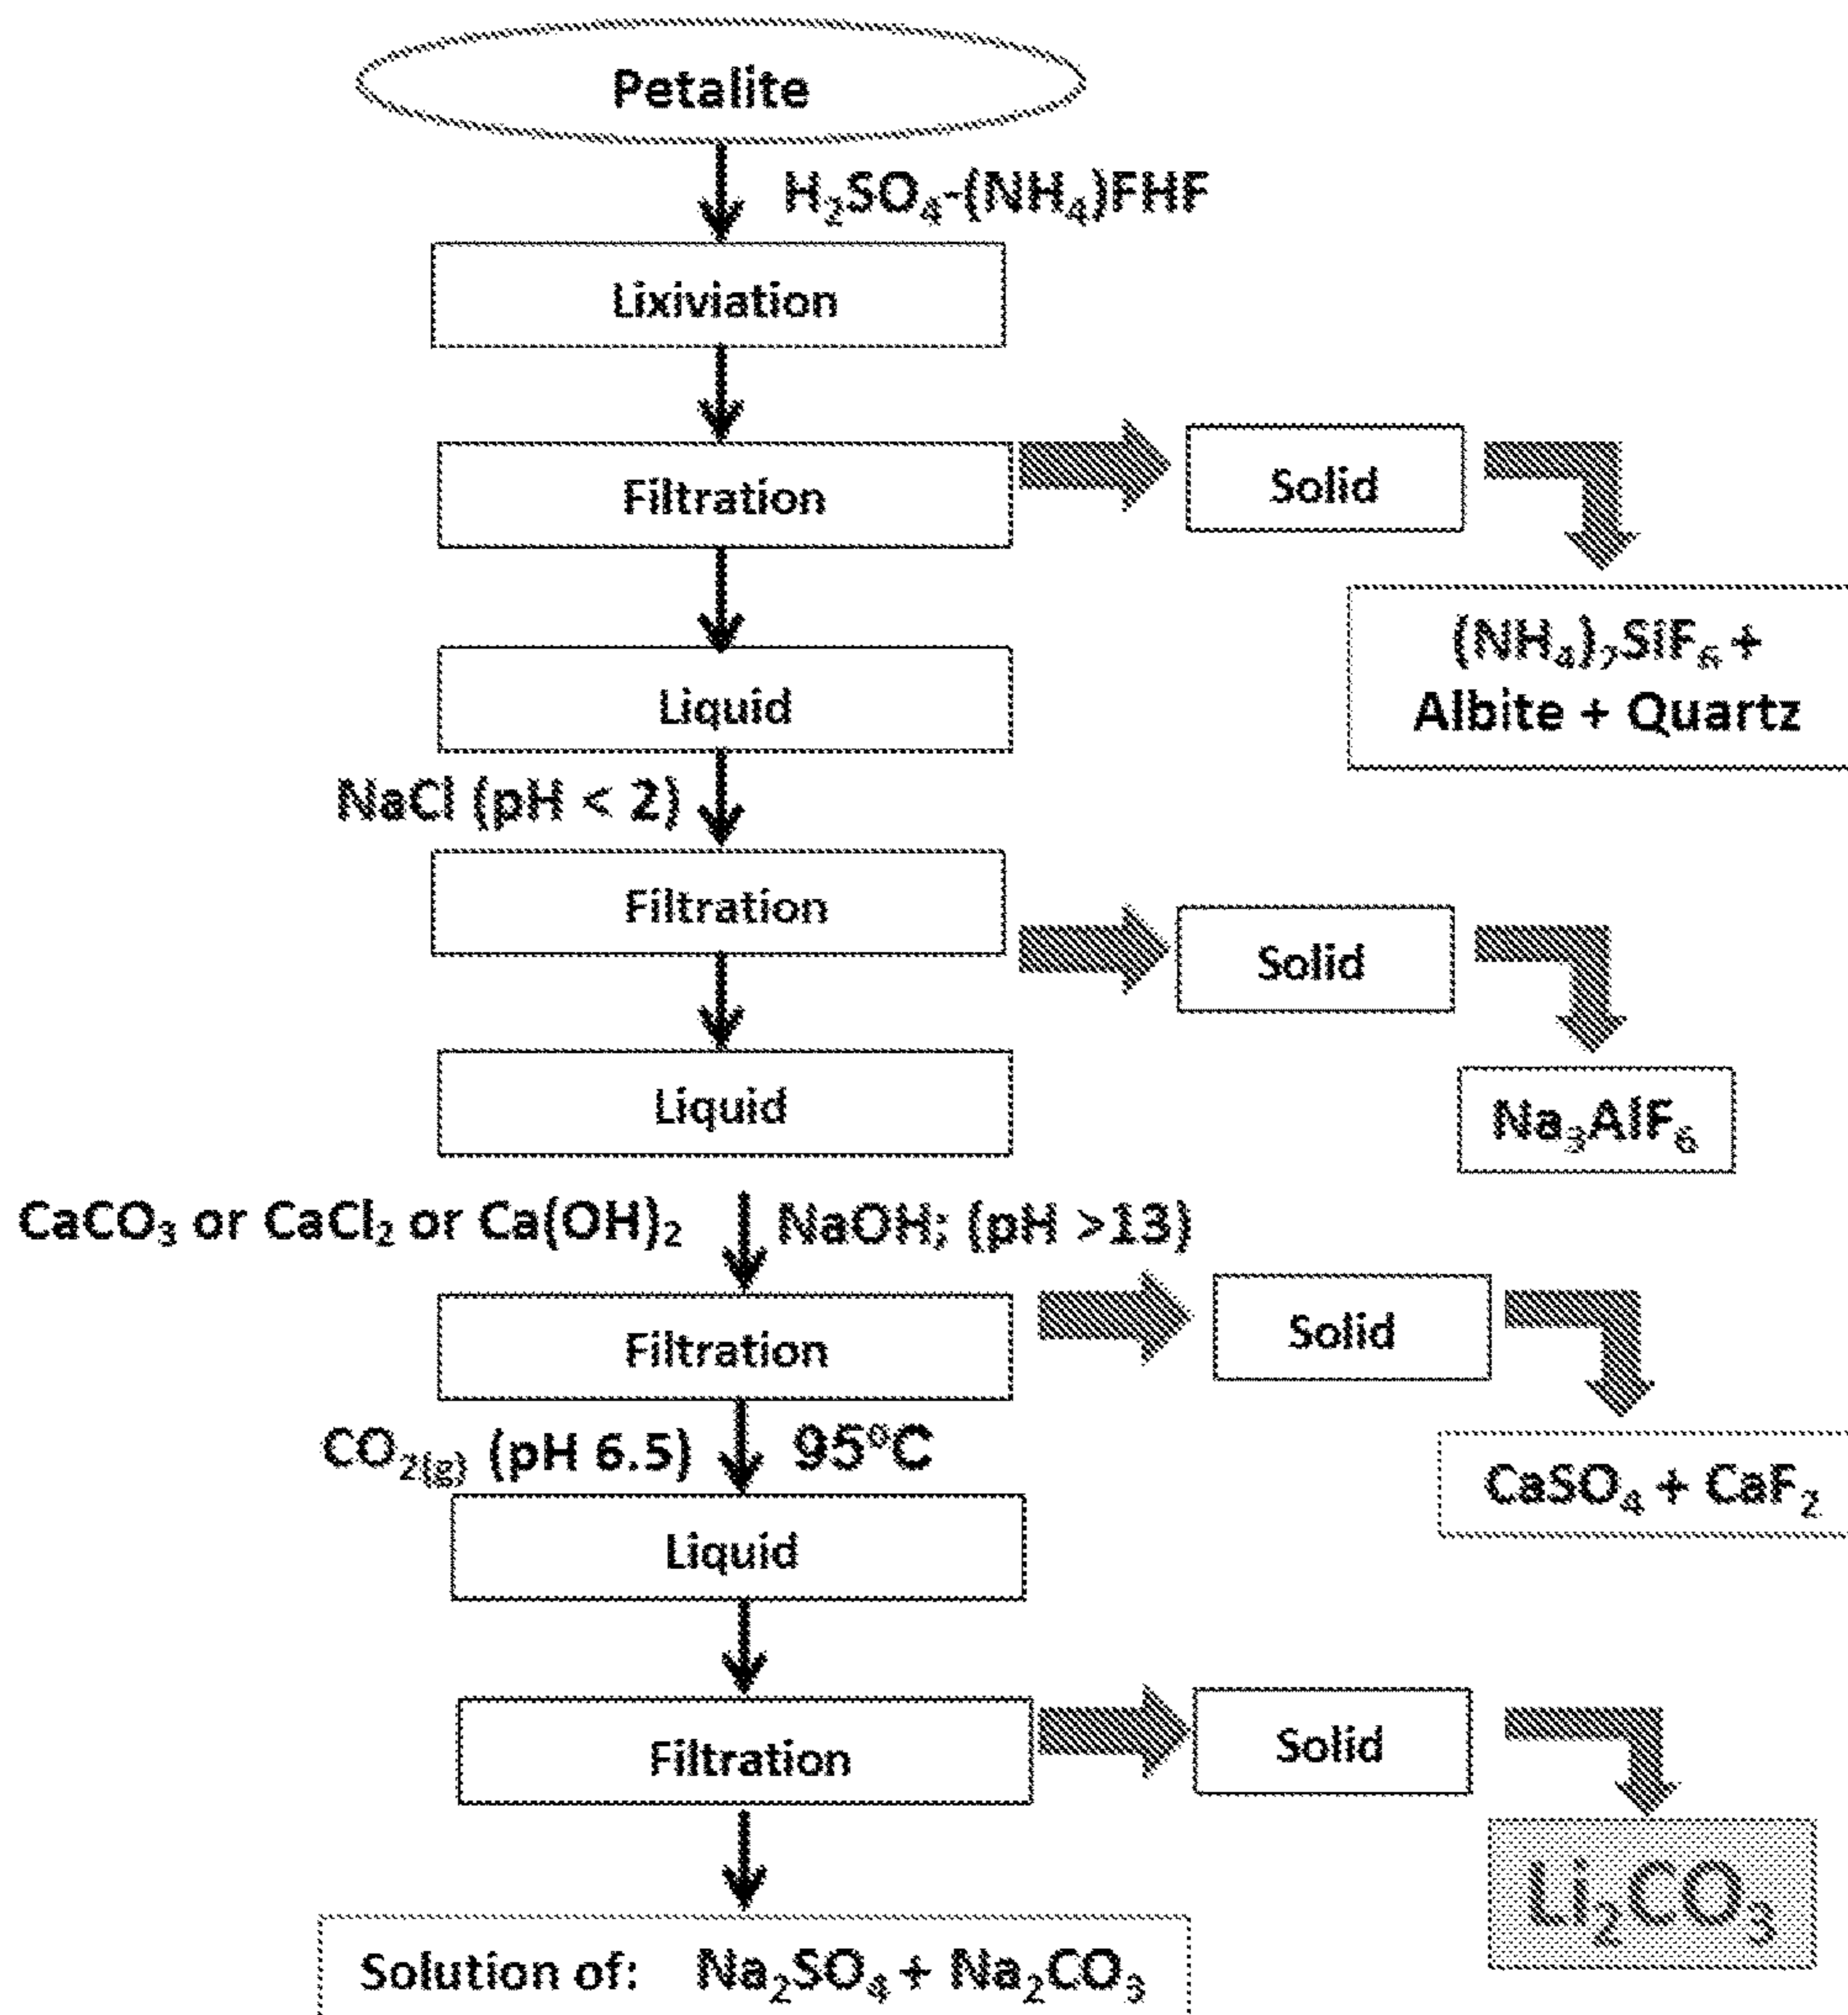 Petalite
H₂SO₄-(NH₄)FHF
Lixiviation
Filtration
Solid
(NH₄)₂SiF₆ +
Albite + Quartz
Liquid
NaCl (pH < 2)
Filtration
Solid
Na₃AlF₆
Liquid
CaCO₃ or CaCl₂ or Ca(OH)₂
NaOH; (pH >13)
Filtration
Solid
CaSO₄ + CaF₂
CO₂(g) (pH 6.5)
95°C
Liquid
Filtration
Solid
Li₂CO₃
Solution of: Na₂SO₄ + Na₂CO₃